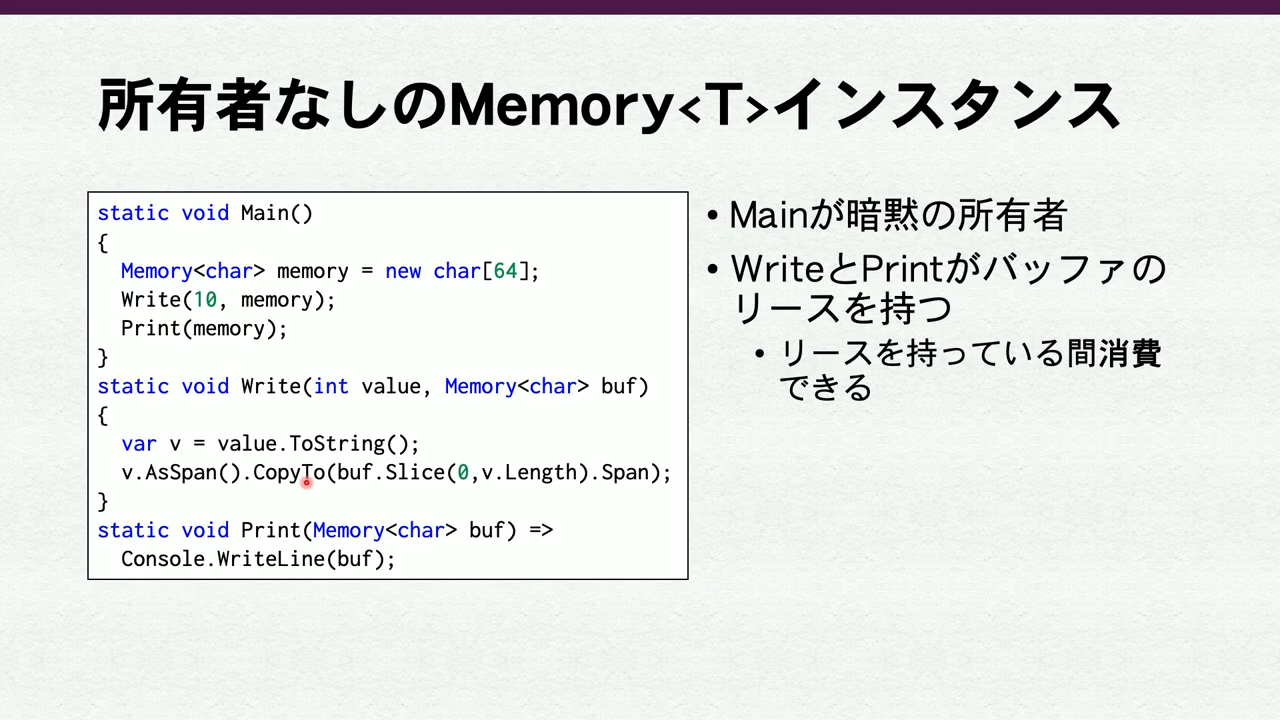 所有者なしのMemory<T>インスタンス
static void Main()
{
  Memory<char> memory = new char[64];
  Write(10, memory);
  Print(memory);
}
static void Write(int value, Memory<char> buf)
{
  var v = value.ToString();
  v.AsSpan().CopyTo(buf.Slice(0,v.Length).Span);
}
static void Print(Memory<char> buf) =>
  Console.WriteLine(buf);
• Mainが暗黙の所有者
• WriteとPrintがバッファの
リースを持つ
• リースを持っている間消費
できる